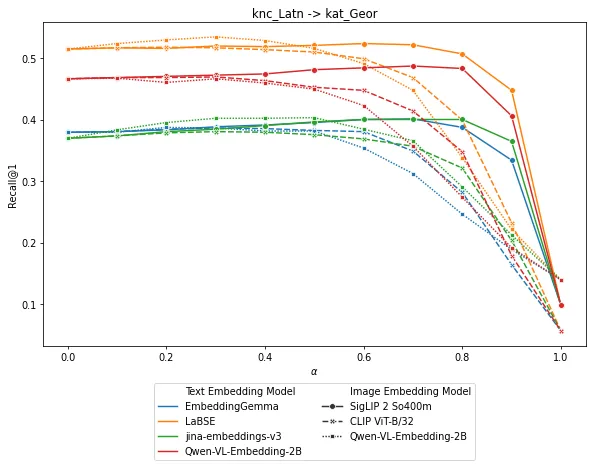 knc_Latn -> kat_Geor
Recall@1
0.5
0.4
0.3
0.2
0.1
0.0
0.2
0.4
0.6
0.8
1.0
α
Text Embedding Model
EmbeddingGemma
LaBSE
jina-embeddings-v3
Qwen-VL-Embedding-2B
Image Embedding Model
SigLIP 2 So400m
CLIP ViT-B/32
Qwen-VL-Embedding-2B